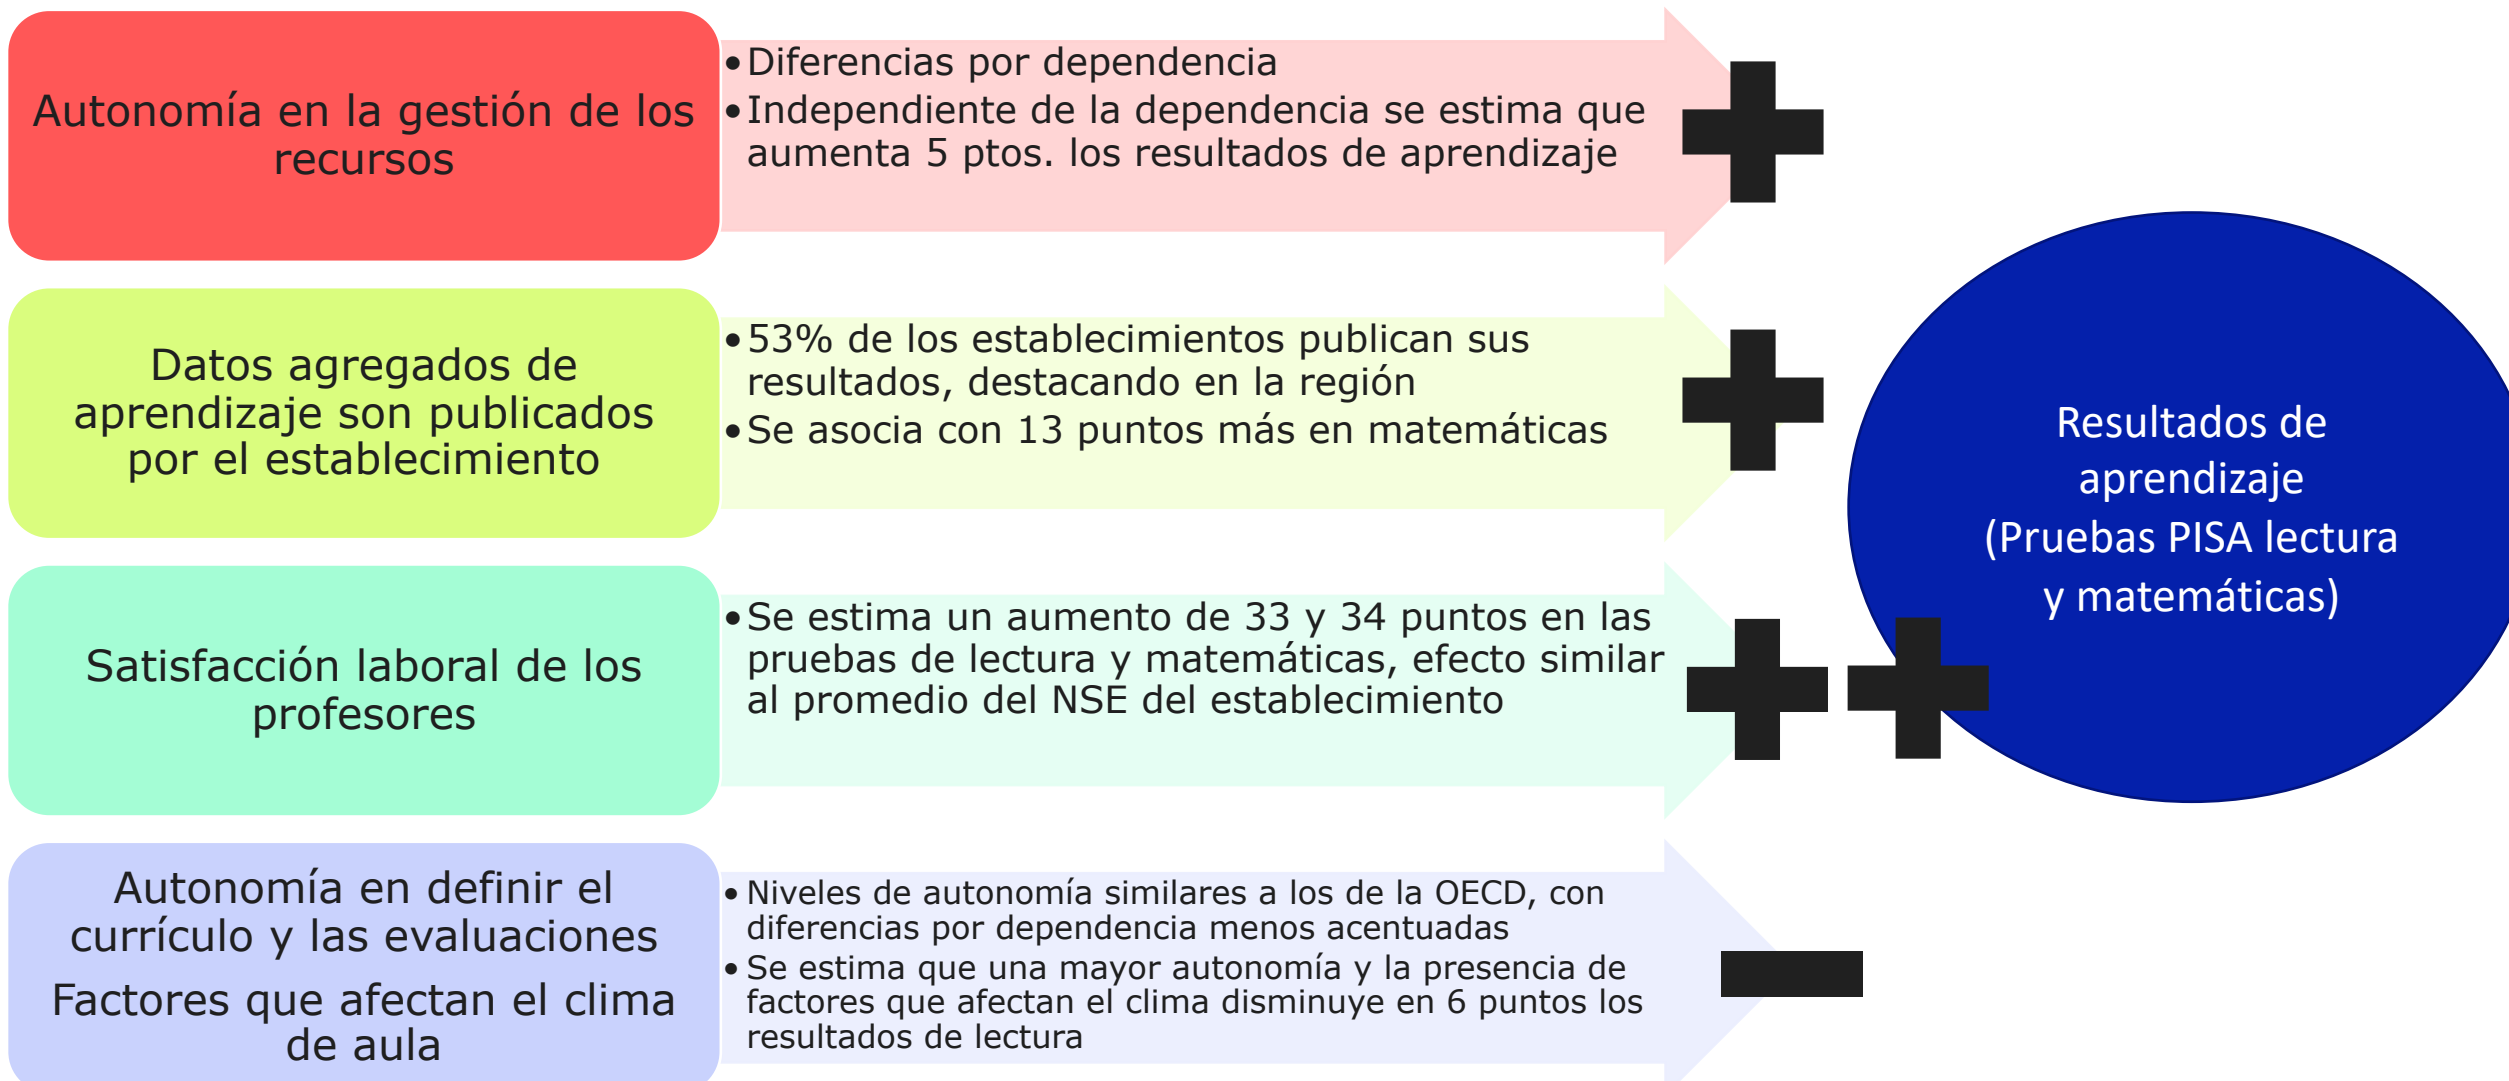 Autonomía en la gestión de los
recursos
•Diferencias por dependencia
•Independiente de la dependencia se estima que
aumenta 5 ptos. los resultados de aprendizaje
Datos agregados de
aprendizaje son publicados
por el establecimiento
•53% de los establecimientos publican sus
resultados, destacando en la región
•Se asocia con 13 puntos más en matemáticas
Satisfacción laboral de los
profesores
•Se estima un aumento de 33 y 34 puntos en las
pruebas de lectura y matemáticas, efecto similar
al promedio del NSE del establecimiento
Autonomía en definir el
currículo y las evaluaciones
Factores que afectan el clima
de aula
•Niveles de autonomía similares a los de la OECD, con
diferencias por dependencia menos acentuadas
•Se estima que una mayor autonomía y la presencia de
factores que afectan el clima disminuye en 6 puntos los
resultados de lectura
Resultados de
aprendizaje
(Pruebas PISA lectura
y matemáticas)